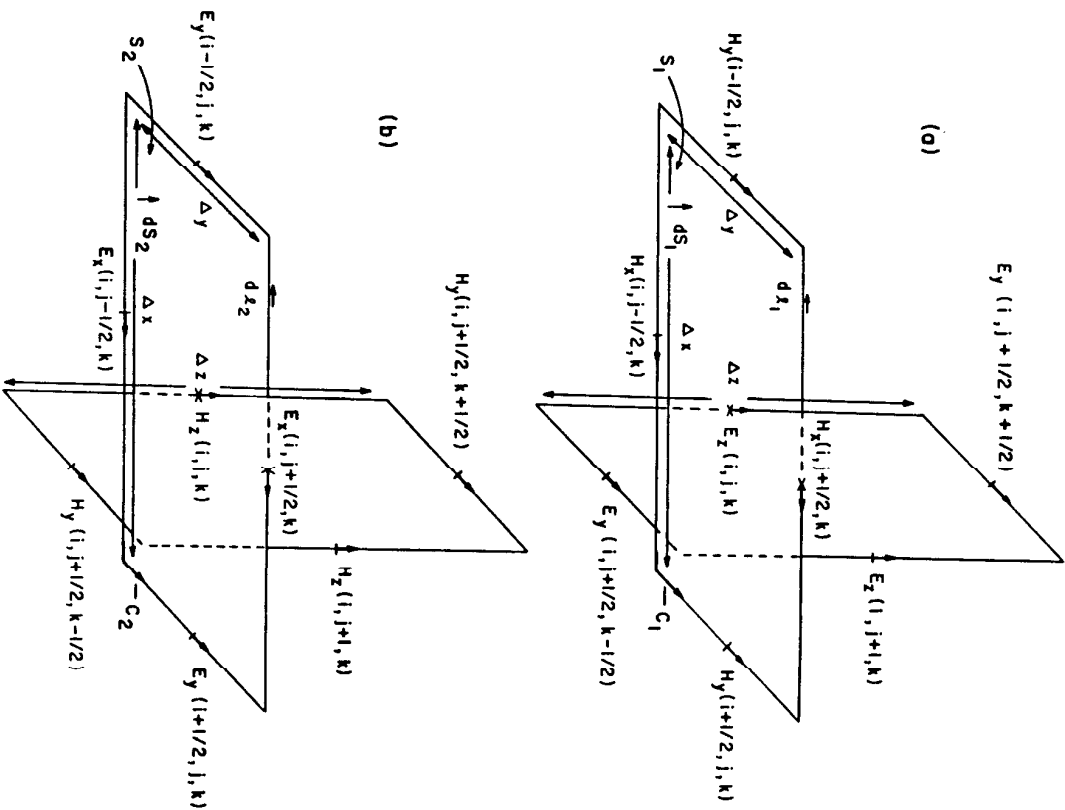 E_y (i, j+1/2, k+1/2)
(a)
E_z (i, j+1, k)
H_x(i, j+1/2, k)
dℓ_1
H_y(i-1/2, j, k)
Δy
Δz
E_z (i, j, k)
H_y(i+1/2, j, k)
dS_1
Δx
S_1
C_1
H_x(i, j-1/2, k)
E_y (i, j+1/2, k-1/2)
H_y(i, j+1/2, k+1/2)
(b)
H_z (i, j+1, k)
E_x(i, j+1/2, k)
dℓ_2
E_y(i-1/2, j, k)
Δy
Δz
H_z (i, j, k)
E_y (i+1/2, j, k)
dS_2
Δx
S_2
C_2
E_x(i, j-1/2, k)
H_y (i, j+1/2, k-1/2)